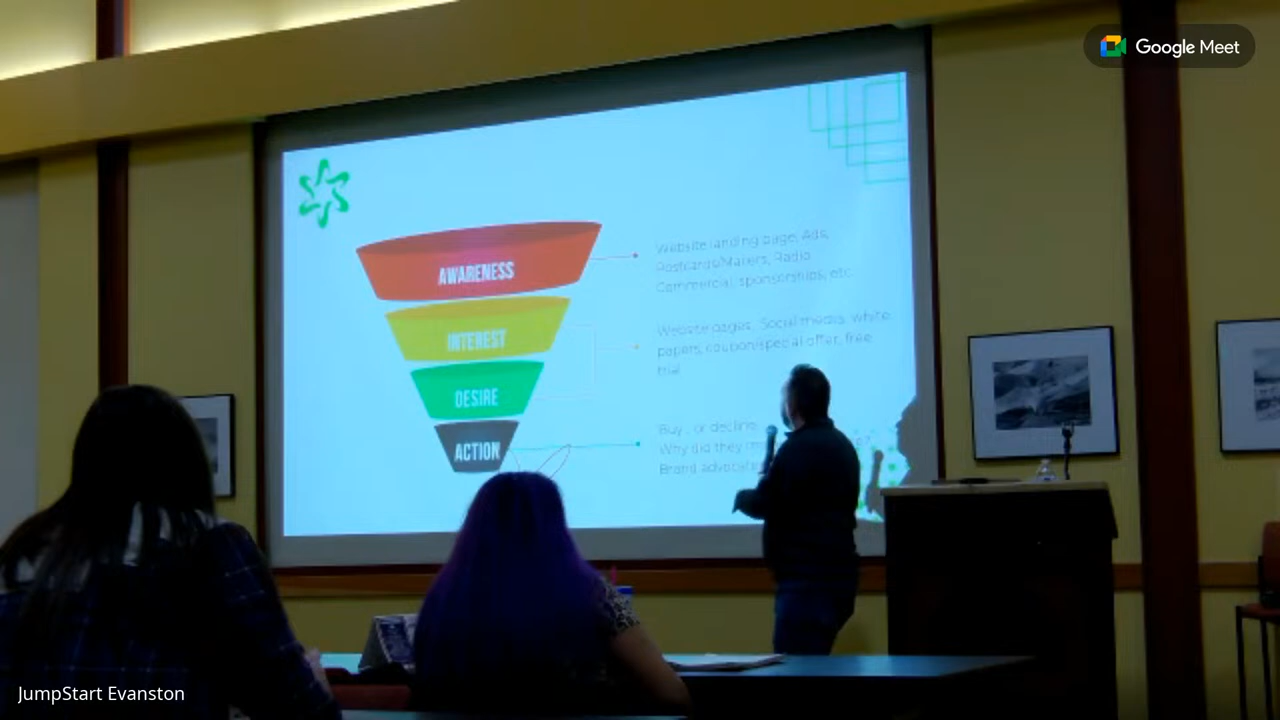 Google Meet
AWARENESS
Website landing page, Ads,
Postcards/Mailers, Radio
Commercial, sponsorships, etc
INTEREST
Website pages, Social media, white
papers, coupon/special offer, free
trial
DESIRE
ACTION
"Buy", or decline
Why did they
Brand
JumpStart Evanston